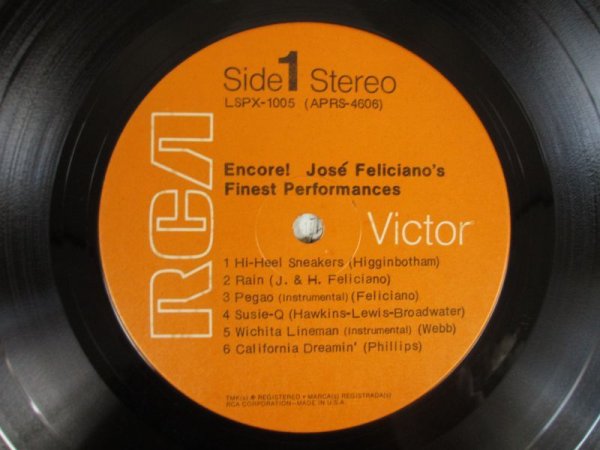 Side 1 Stereo
LSPX-1005 (APRS-4606)
RCA
Encore! José Feliciano's
Finest Performances
Victor
1 Hi-Heel Sneakers (Higginbotham)
2 Rain (J. & H. Feliciano)
3 Pegao (Instrumental) (Feliciano)
4 Susie-Q (Hawkins-Lewis-Broadwater)
5 Wichita Lineman (Instrumental) (Webb)
6 California Dreamin' (Phillips)
TMK(s) ® REGISTERED • MARCA(s) REGISTRADA(s)
RCA CORPORATION—MADE IN U.S.A.